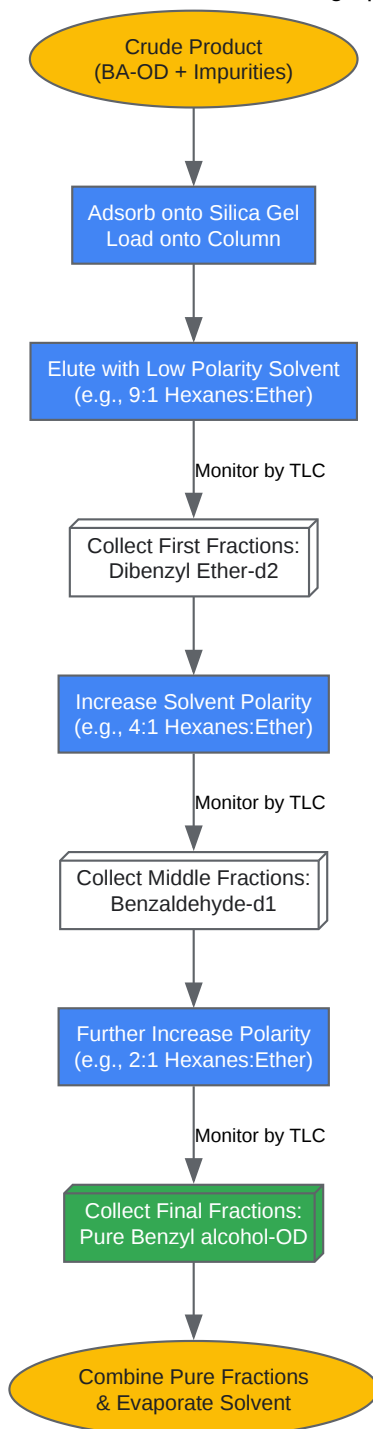 Crude Product
(BA-OD + Impurities)
Adsorb onto Silica Gel
Load onto Column
Elute with Low Polarity Solvent
(e.g., 9:1 Hexanes:Ether)
Monitor by TLC
Collect First Fractions:
Dibenzyl Ether-d2
Increase Solvent Polarity
(e.g., 4:1 Hexanes:Ether)
Monitor by TLC
Collect Middle Fractions:
Benzaldehyde-d1
Further Increase Polarity
(e.g., 2:1 Hexanes:Ether)
Monitor by TLC
Collect Final Fractions:
Pure Benzyl alcohol-OD
Combine Pure Fractions
& Evaporate Solvent